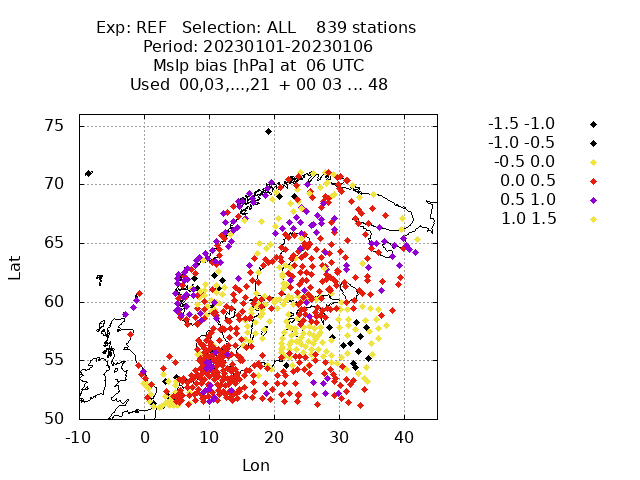 Exp: REF   Selection: ALL    839 stations
Period: 20230101-20230106
Mslp bias [hPa] at  06 UTC
Used  00,03,...,21  + 00 03 ... 48
75
70
65
60
55
50
-10 0 10 20 30 40
Lat
Lon
-1.5 -1.0
-1.0 -0.5
-0.5 0.0
0.0 0.5
0.5 1.0
1.0 1.5